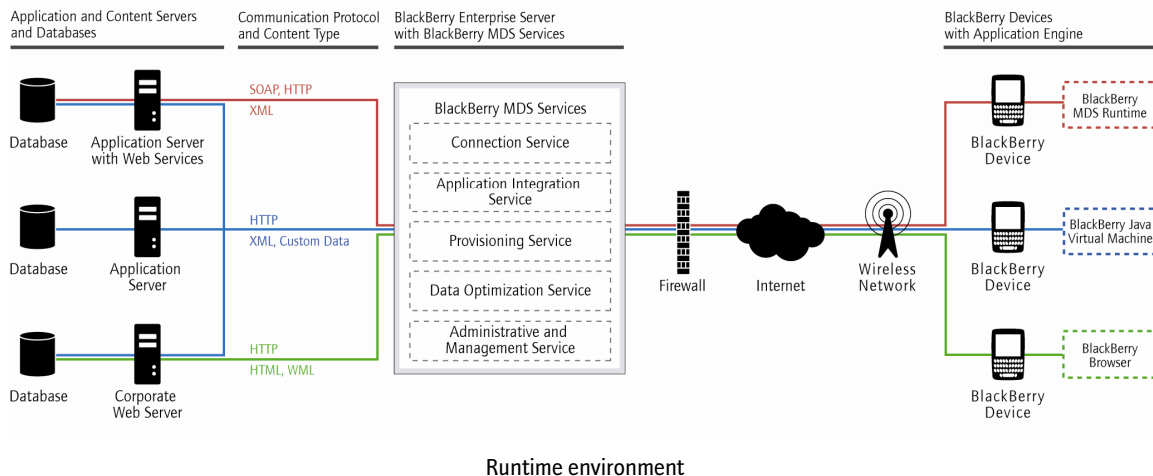 Application and Content Servers
and Databases
Communication Protocol
and Content Type
BlackBerry Enterprise Server
with BlackBerry MDS Services
BlackBerry Devices
with Application Engine
Database
Application Server
with Web Services
SOAP, HTTP
XML
Database
Application
Server
HTTP
XML, Custom Data
Database
Corporate
Web Server
HTTP
HTML, WML
BlackBerry MDS Services
Connection Service
Application Integration
Service
Provisioning Service
Data Optimization Service
Administrative and
Management Service
Firewall
Internet
Wireless
Network
BlackBerry
Device
BlackBerry
MDS Runtime
BlackBerry
Device
BlackBerry Java
Virtual Machine
BlackBerry
Device
BlackBerry
Browser
Runtime environment